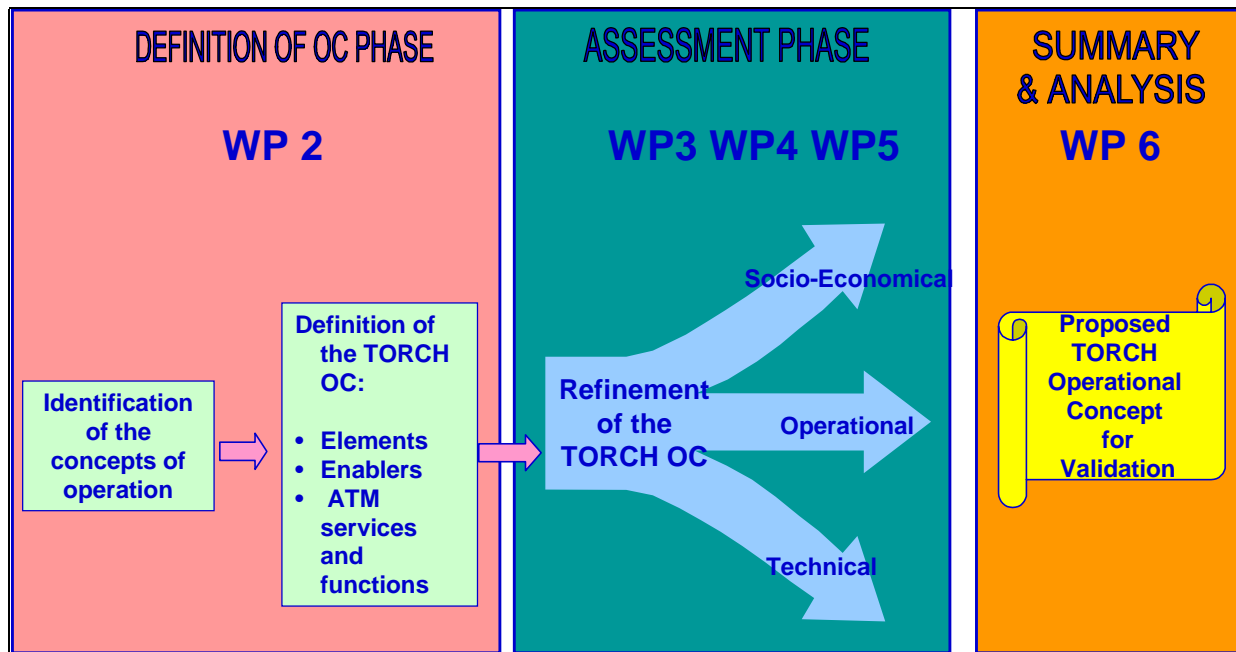 DEFINITION OF OC PHASE
WP 2
Identification
of the
concepts of
operation
Definition of
the TORCH
OC:
• Elements
• Enablers
• ATM
services
and
functions
ASSESSMENT PHASE
WP3 WP4 WP5
Refinement
of the
TORCH OC
Socio-Economical
Operational
Technical
SUMMARY
& ANALYSIS
WP 6
Proposed
TORCH
Operational
Concept
for
Validation